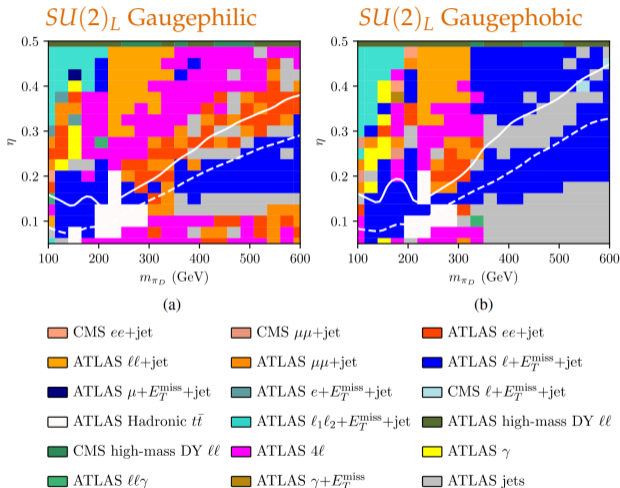 SU(2)_L Gaugephilic SU(2)_L Gaugephobic
0.5 0.5
0.4 0.4
η 0.3 η 0.3
0.2 0.2
0.1 0.1
100 200 300 400 500 600 100 200 300 400 500 600
m_{π_D} (GeV) m_{π_D} (GeV)
(a) (b)
CMS ee+jet CMS μμ+jet ATLAS ee+jet
ATLAS ℓℓ+jet ATLAS μμ+jet ATLAS ℓ+E_T^{miss}+jet
ATLAS μ+E_T^{miss}+jet ATLAS e+E_T^{miss}+jet CMS ℓ+E_T^{miss}+jet
ATLAS Hadronic tt̄ ATLAS ℓ₁ℓ₂+E_T^{miss}+jet ATLAS high-mass DY ℓℓ
CMS high-mass DY ℓℓ ATLAS 4ℓ ATLAS γ
ATLAS ℓℓγ ATLAS γ+E_T^{miss} ATLAS jets